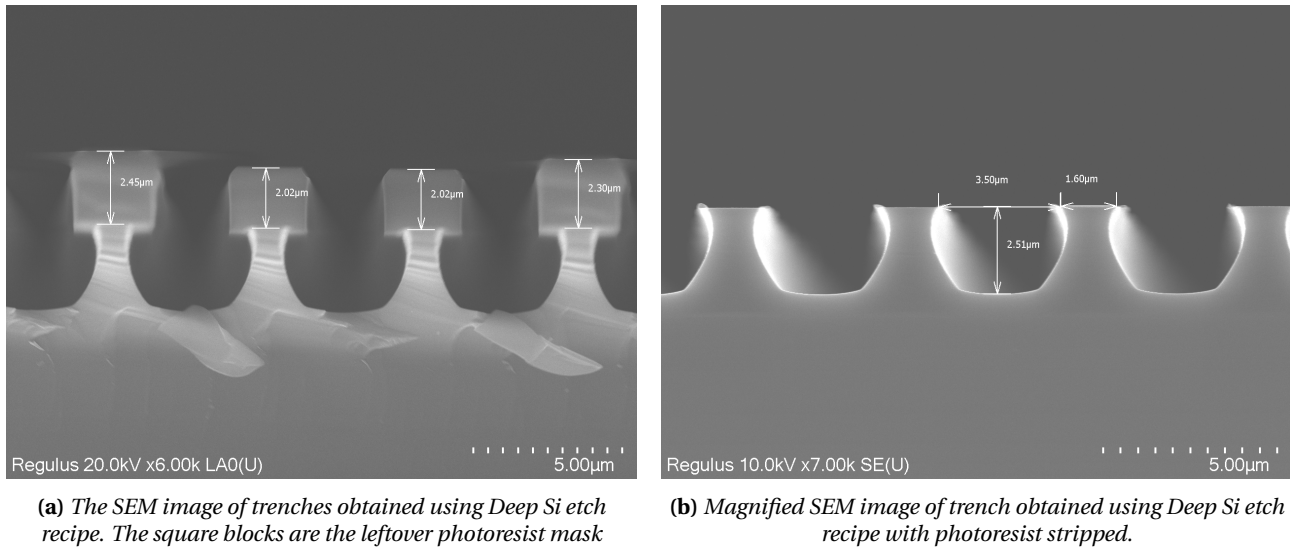 2.45μm
2.02μm
2.02μm
2.30μm
Regulus 20.0kV x6.00k LA0(U)
5.00μm
3.50μm
1.60μm
2.51μm
Regulus 10.0kV x7.00k SE(U)
5.00μm
(a) The SEM image of trenches obtained using Deep Si etch
recipe. The square blocks are the leftover photoresist mask
(b) Magnified SEM image of trench obtained using Deep Si etch
recipe with photoresist stripped.